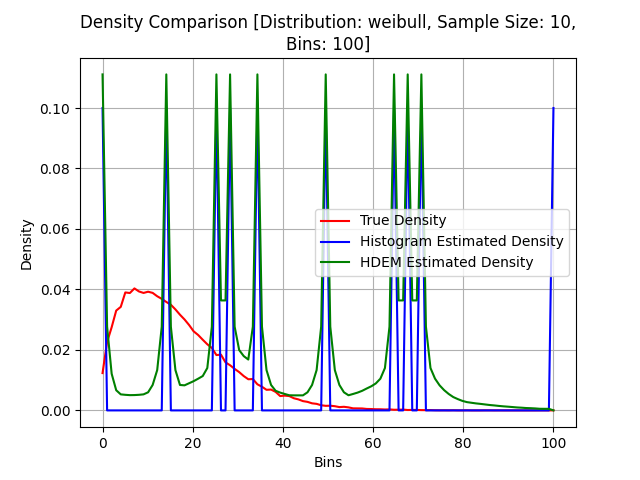 Density Comparison [Distribution: weibull, Sample Size: 10,
Bins: 100]
Density
0.10
0.08
0.06
0.04
0.02
0.00
True Density
Histogram Estimated Density
HDEM Estimated Density
0 20 40 60 80 100
Bins